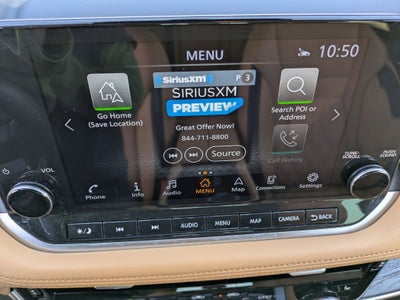 MENU
10:50
SiriusXM
P 3
Go Home
(Save Location)
SIRIUSXM
PREVIEW
Great Offer Now!
844-711-8800
Source
Search POI or
Address
Call History
VOL
TUNE-
SCROLL
PUSH
SOUND
Phone
Info
Audio
MENU
Map
Connections
Settings
AUDIO
MENU
MAP
CAMERA
BACK